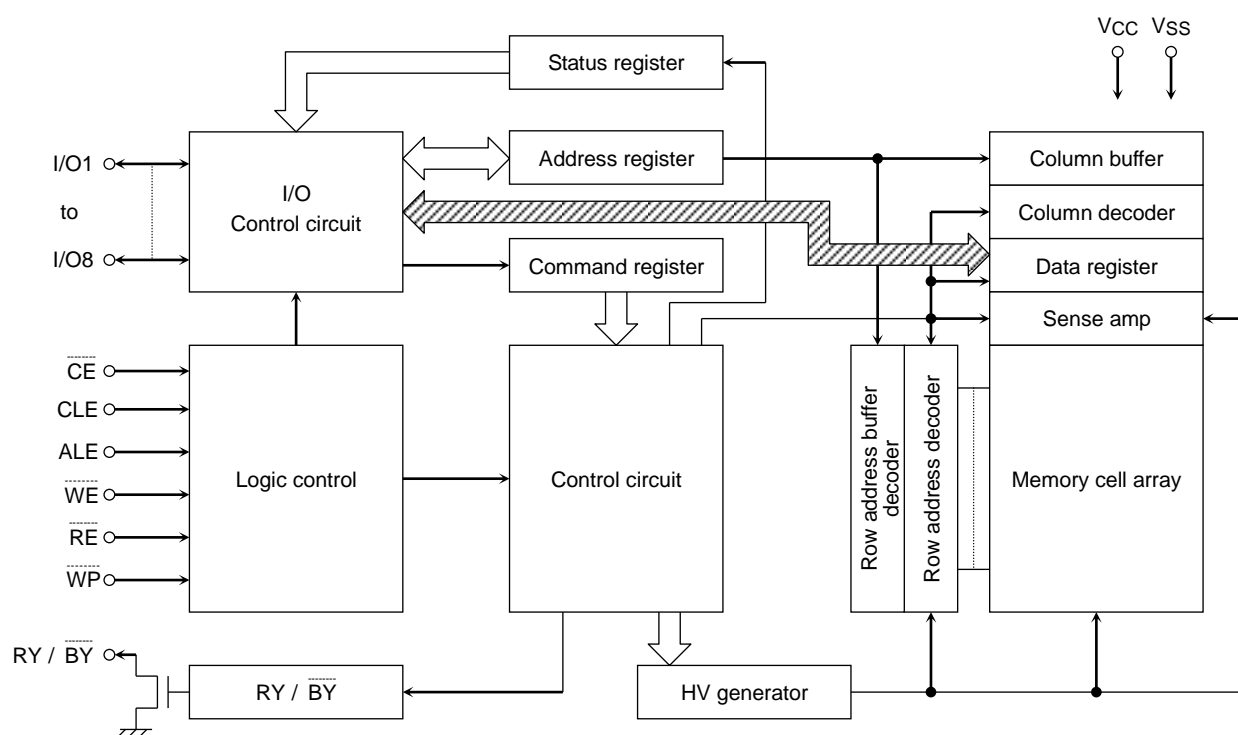 VCC VSS
Status register
I/O1
to
I/O8
I/O
Control circuit
Address register
Command register
Column buffer
Column decoder
Data register
Sense amp
CE
CLE
ALE
WE
RE
WP
Logic control
Control circuit
Row address buffer
decoder
Row address decoder
Memory cell array
RY / BY
RY / BY
HV generator